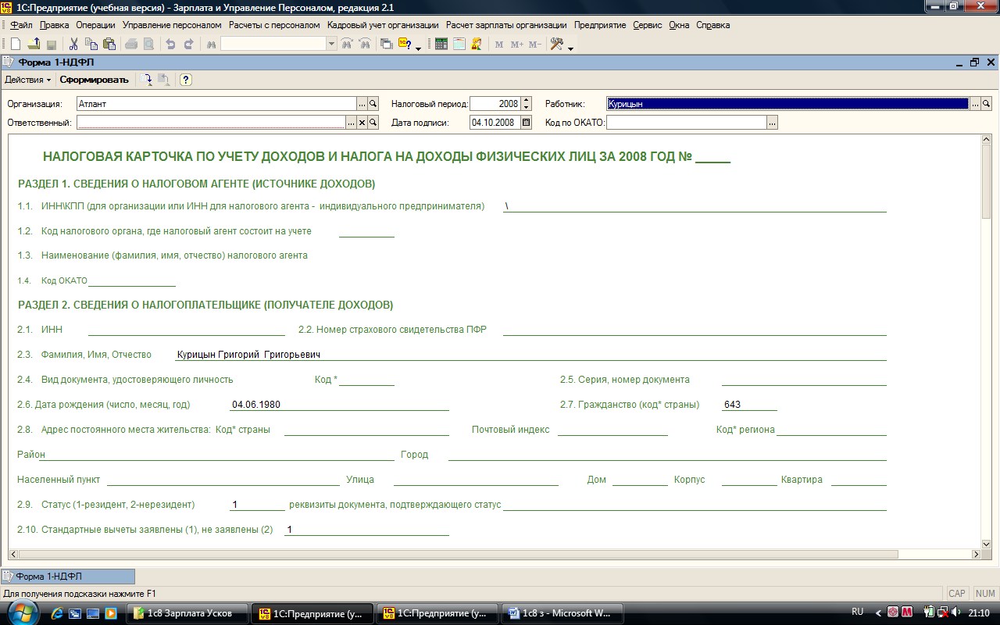 1С:Предприятие (учебная версия) - Зарплата и Управление Персоналом, редакция 2.1
Файл Правка Операции Управление персоналом Расчеты с персоналом Кадровый учет организации Расчет зарплаты организации Предприятие Сервис Окна Справка
M M+ M-
Форма 1-НДФЛ
Действия Сформировать
Организация: Атлант Налоговый период: 2008 Работник: Курицын
Ответственный: Дата подписи: 04.10.2008 Код по ОКАТО:
НАЛОГОВАЯ КАРТОЧКА ПО УЧЕТУ ДОХОДОВ И НАЛОГА НА ДОХОДЫ ФИЗИЧЕСКИХ ЛИЦ ЗА 2008 ГОД № _____
РАЗДЕЛ 1. СВЕДЕНИЯ О НАЛОГОВОМ АГЕНТЕ (ИСТОЧНИКЕ ДОХОДОВ)
1.1. ИНН\КПП (для организации или ИНН для налогового агента - индивидуального предпринимателя) \
1.2. Код налогового органа, где налоговый агент состоит на учете
1.3. Наименование (фамилия, имя, отчество) налогового агента
1.4. Код ОКАТО
РАЗДЕЛ 2. СВЕДЕНИЯ О НАЛОГОПЛАТЕЛЬЩИКЕ (ПОЛУЧАТЕЛЕ ДОХОДОВ)
2.1. ИНН 2.2. Номер страхового свидетельства ПФР
2.3. Фамилия, Имя, Отчество Курицын Григорий Григорьевич
2.4. Вид документа, удостоверяющего личность Код * 2.5. Серия, номер документа
2.6. Дата рождения (число, месяц, год) 04.06.1980 2.7. Гражданство (код* страны) 643
2.8. Адрес постоянного места жительства: Код* страны Почтовый индекс Код* региона
Район Город
Населенный пункт Улица Дом Корпус Квартира
2.9. Статус (1-резидент, 2-нерезидент) 1 реквизиты документа, подтверждающего статус
2.10. Стандартные вычеты заявлены (1), не заявлены (2) 1
Форма 1-НДФЛ
Для получения подсказки нажмите F1 CAP NUM
1с8 Зарплата Усков 1С:Предприятие (у... 1С:Предприятие (у... 1с8 з - Microsoft W... RU 21:10